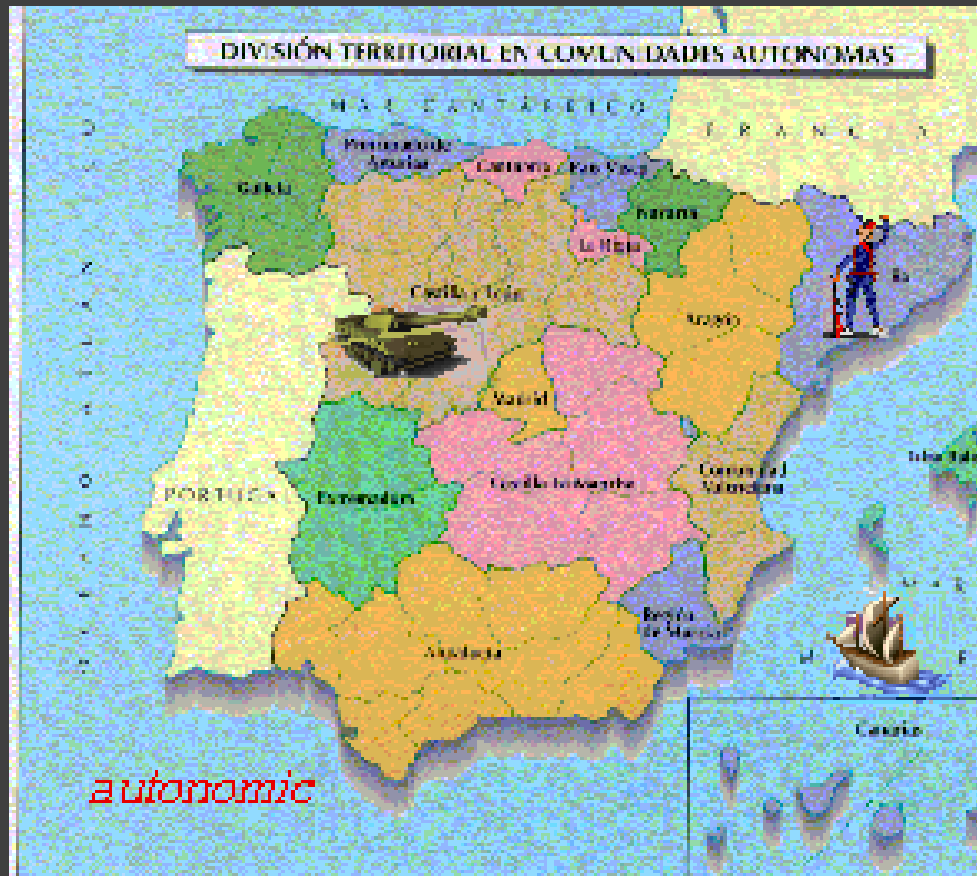 DIVISIÓN TERRITORIAL EN COMUNIDADES AUTONOMAS
MAR CANTÁBRICO
FRANCIA
Principado de
Asturias
Cantabria
País Vasco
Galicia
Navarra
La Rioja
Castilla y León
Aragón
Madrid
Comunidad
Valenciana
Castilla la Mancha
PORTUGA
Extremadura
Región
de Murcia
Andalucía
Canarias
autonomic